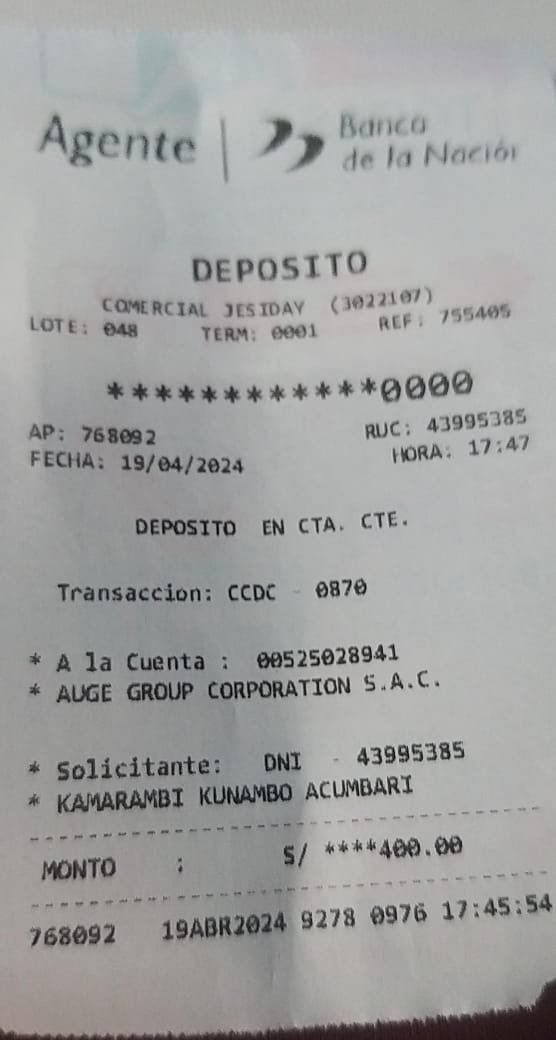 Agente | Banco de la Nación
DEPOSITO
COMERCIAL JESIDAY (3022107)
LOTE: 048 TERM: 0001 REF: 755405
************0000
AP: 768092 RUC: 43995385
FECHA: 19/04/2024 HORA: 17:47
DEPOSITO EN CTA. CTE.
Transaccion: CCDC - 0870
* A la Cuenta : 00525028941
* AUGE GROUP CORPORATION S.A.C.
* Solicitante: DNI - 43995385
* KAMARAMBI KUNAMBO ACUMBARI
MONTO : S/ ****400.00
768092 19ABR2024 9278 0976 17:45:54